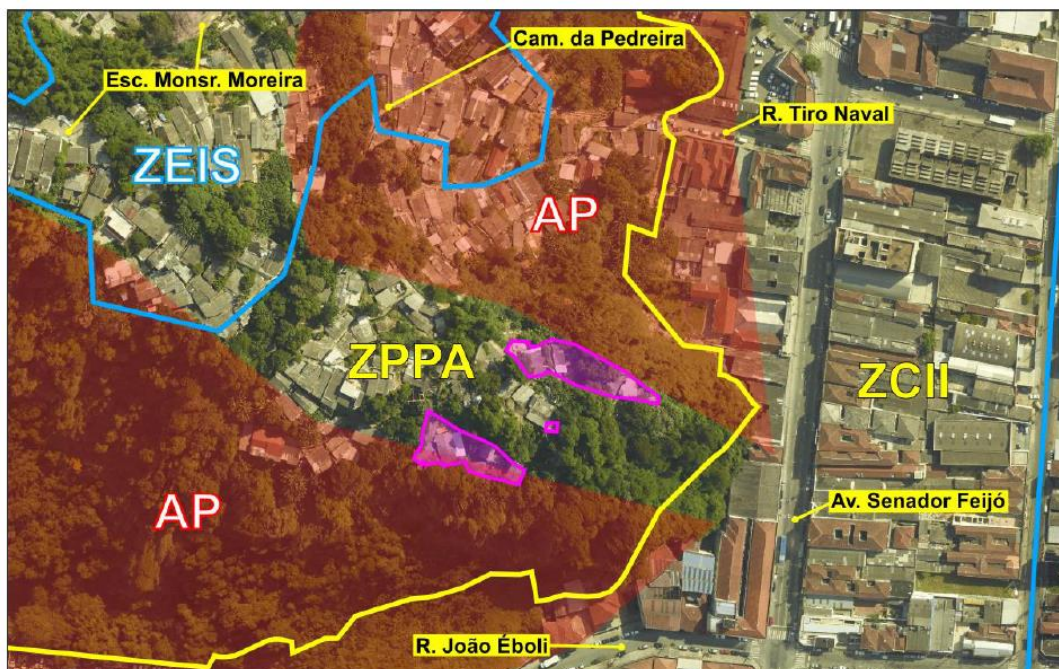 Esc. Monsr. Moreira
Cam. da Pedreira
R. Tiro Naval
ZEIS
AP
ZPPA
ZCII
AP
Av. Senador Feijó
R. João Éboli